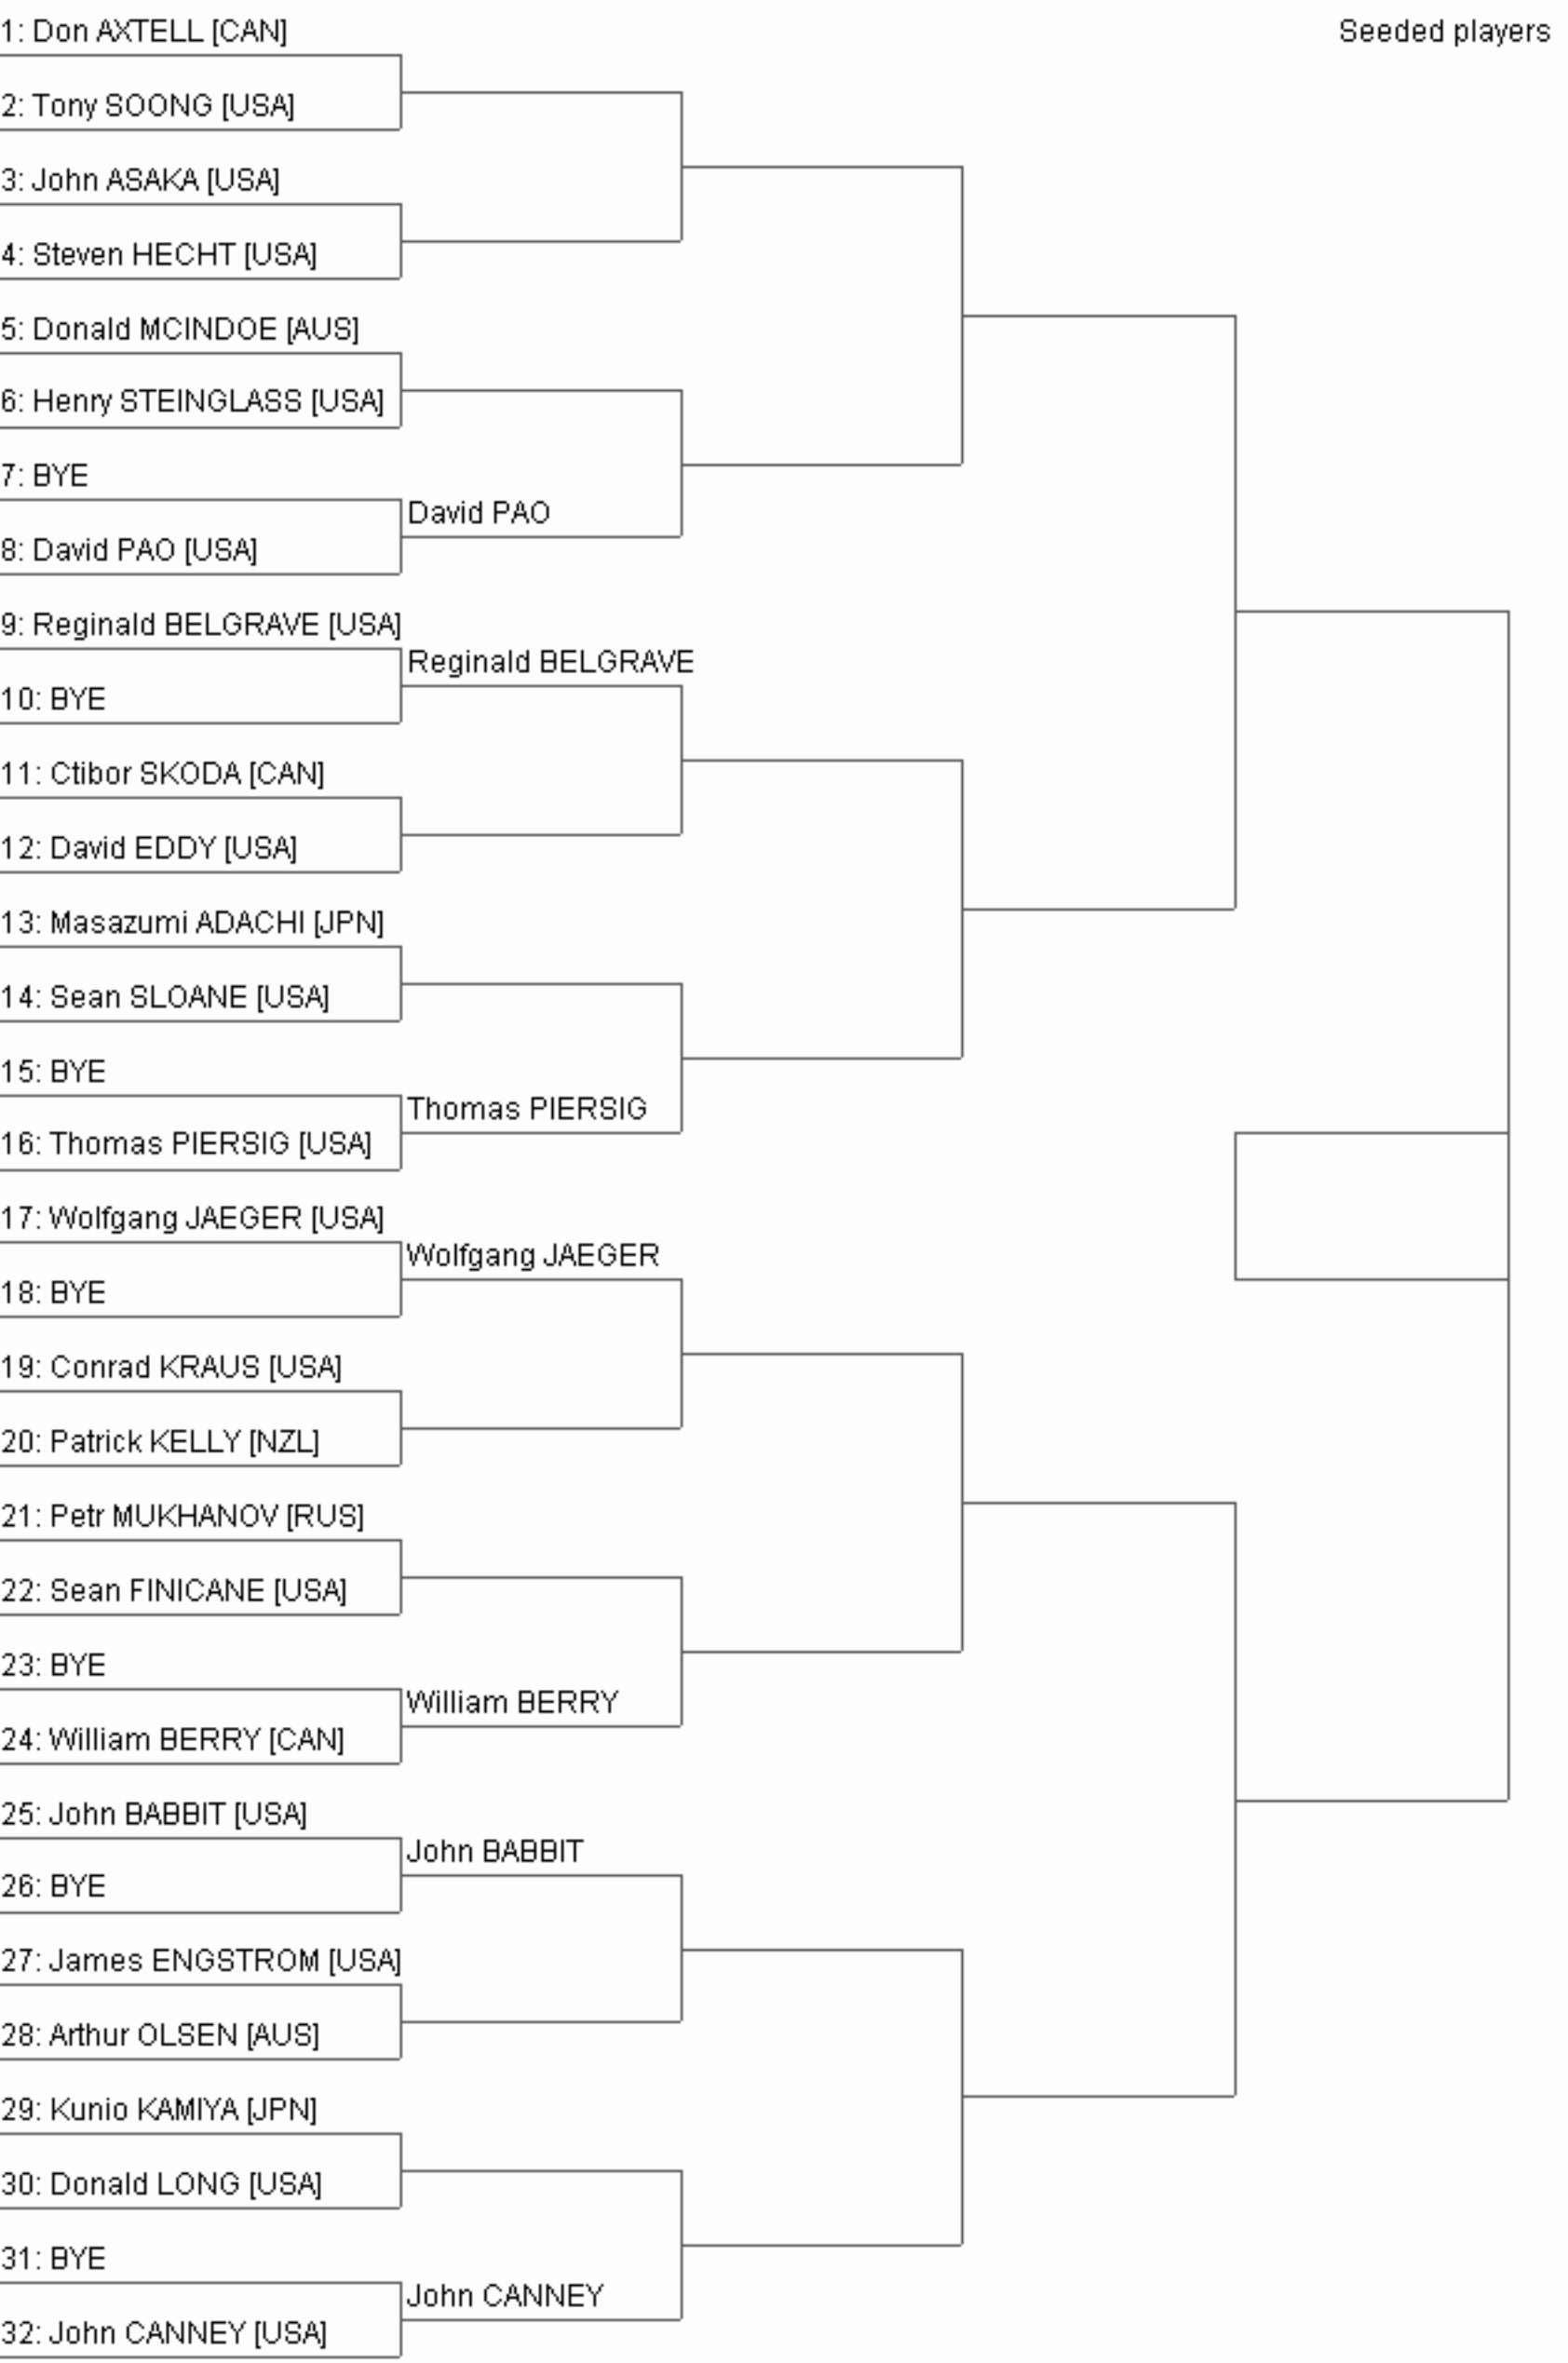 1: Don AXTELL [CAN]
Seeded players
2: Tony SOONG [USA]
3: John ASAKA [USA]
4: Steven HECHT [USA]
5: Donald MCINDOE [AUS]
6: Henry STEINGLASS [USA]
7: BYE
David PAO
8: David PAO [USA]
9: Reginald BELGRAVE [USA]
Reginald BELGRAVE
10: BYE
11: Ctibor SKODA [CAN]
12: David EDDY [USA]
13: Masazumi ADACHI [JPN]
14: Sean SLOANE [USA]
15: BYE
Thomas PIERSIG
16: Thomas PIERSIG [USA]
17: Wolfgang JAEGER [USA]
Wolfgang JAEGER
18: BYE
19: Conrad KRAUS [USA]
20: Patrick KELLY [NZL]
21: Petr MUKHANOV [RUS]
22: Sean FINICANE [USA]
23: BYE
William BERRY
24: William BERRY [CAN]
25: John BABBIT [USA]
John BABBIT
26: BYE
27: James ENGSTROM [USA]
28: Arthur OLSEN [AUS]
29: Kunio KAMIYA [JPN]
30: Donald LONG [USA]
31: BYE
John CANNEY
32: John CANNEY [USA]